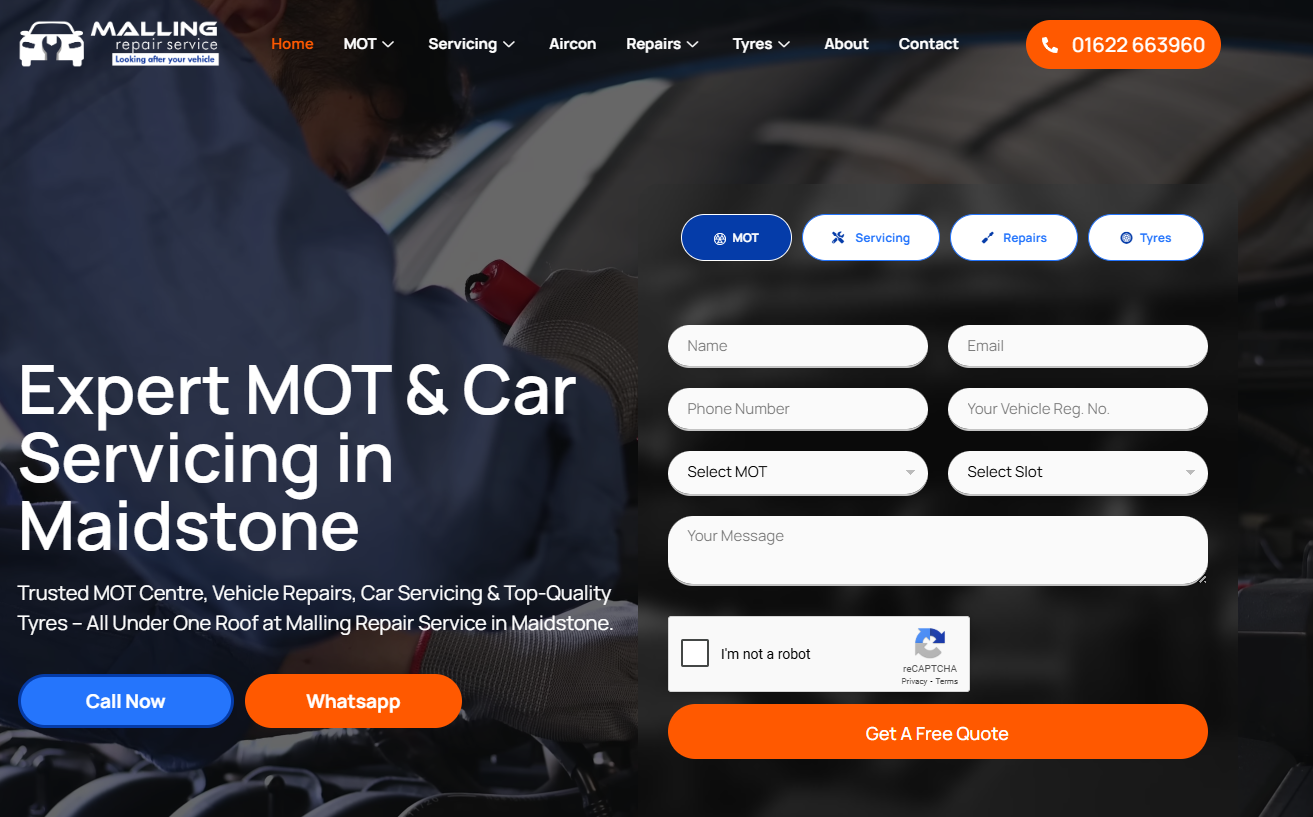 MALLING
repair service
Looking after your vehicle
Home
MOT
Servicing
Aircon
Repairs
Tyres
About
Contact
01622 663960
MOT
Servicing
Repairs
Tyres
Name
Email
Phone Number
Your Vehicle Reg. No.
Select MOT
Select Slot
Your Message
I'm not a robot
reCAPTCHA
Privacy - Terms
Get A Free Quote
Expert MOT & Car
Servicing in
Maidstone
Trusted MOT Centre, Vehicle Repairs, Car Servicing & Top-Quality
Tyres – All Under One Roof at Malling Repair Service in Maidstone.
Call Now
Whatsapp